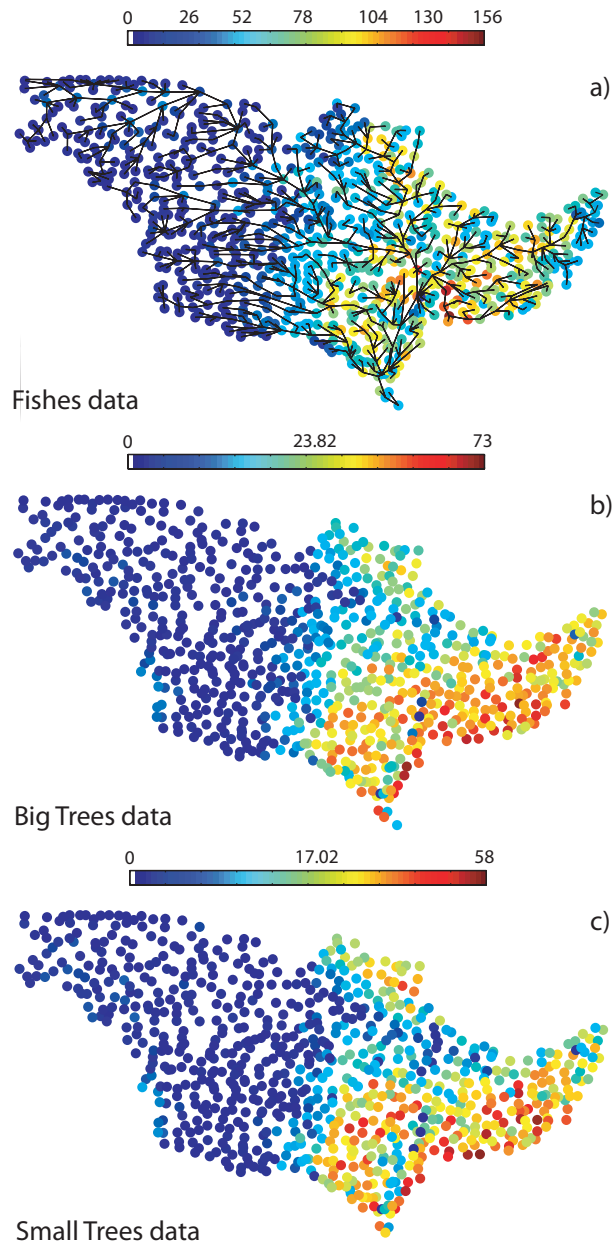 0 26 52 78 104 130 156
a)
Fishes data
0 23.82 73
b)
Big Trees data
0 17.02 58
c)
Small Trees data